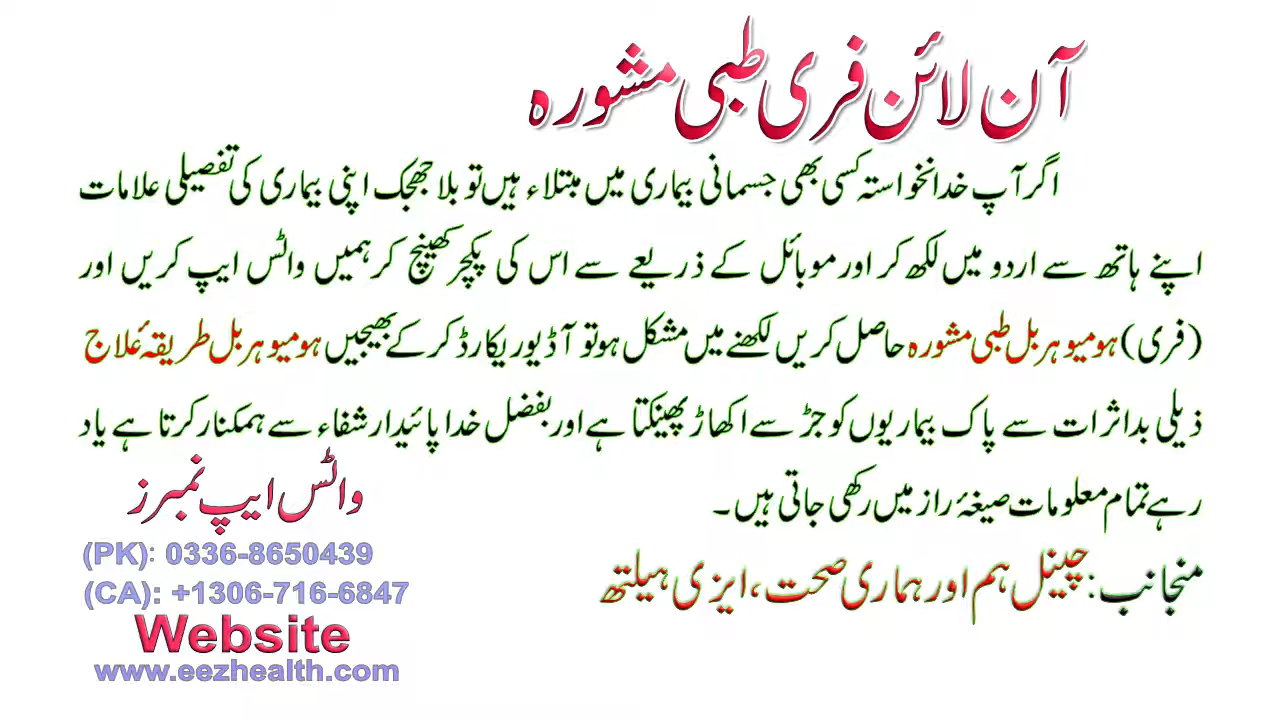 آن لائن فری طبی مشورہ
اگر آپ خدانخواستہ کسی بھی جسمانی بیماری میں مبتلاء ہیں تو بلا جھجک اپنی بیماری کی تفصیلی علامات
اپنے ہاتھ سے اردو میں لکھ کر اور موبائل کے ذریعے سے اس کی پکچر کھینچ کر ہمیں واٹس ایپ کریں اور
(فری) ہومیو ہربل طبی مشورہ حاصل کریں لکھنے میں مشکل ہو تو آڈیو ریکارڈ کر کے بھیجیں ہومیو ہربل طریقۂ علاج
ذیلی بداثرات سے پاک بیماریوں کو جڑ سے اکھاڑ پھینکتا ہے اور بفضل خدا پائیدار شفاء سے ہمکنار کرتا ہے یاد
رہے تمام معلومات صیغۂ راز میں رکھی جاتی ہیں۔
منجانب: چینل ہم اور ہماری صحت، ایزی ہیلتھ
واٹس ایپ نمبرز
(PK): 0336-8650439
(CA): +1306-716-6847
Website
www.eezhealth.com